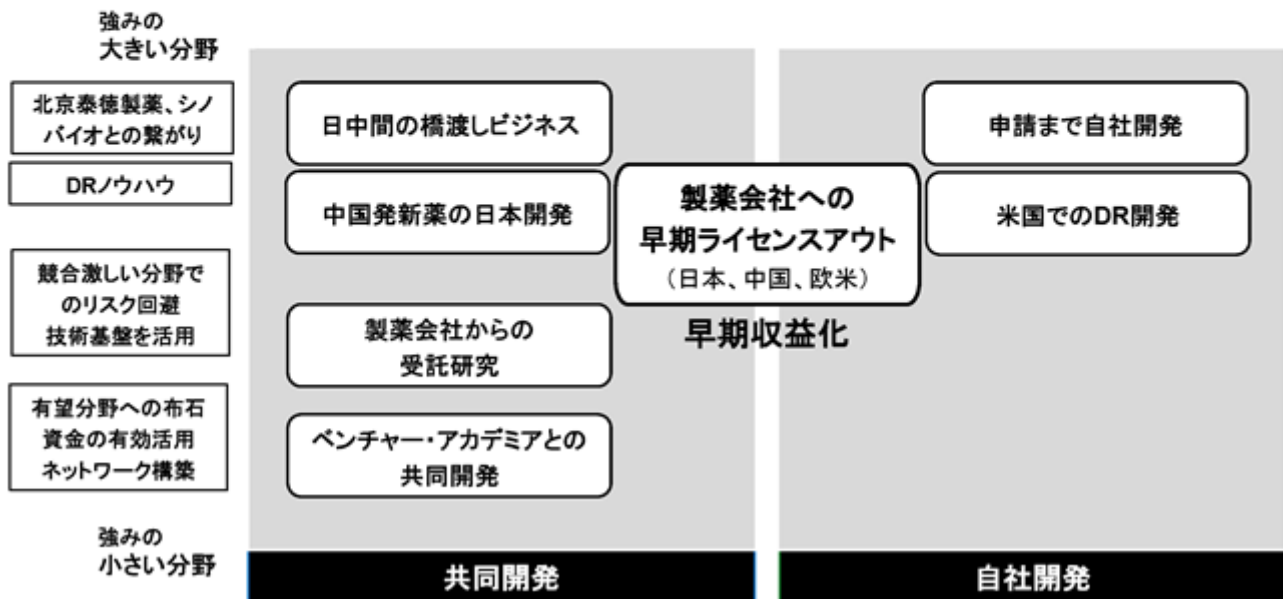 強みの
大きい分野
北京泰徳製薬、シノ
バイオとの繋がり
日中間の橋渡しビジネス
申請まで自社開発
DRノウハウ
中国発新薬の日本開発
製薬会社への
早期ライセンスアウト
（日本、中国、欧米）
米国でのDR開発
競合激しい分野で
のリスク回避
技術基盤を活用
製薬会社からの
受託研究
早期収益化
有望分野への布石
資金の有効活用
ネットワーク構築
ベンチャー・アカデミアとの
共同開発
強みの
小さい分野
共同開発
自社開発